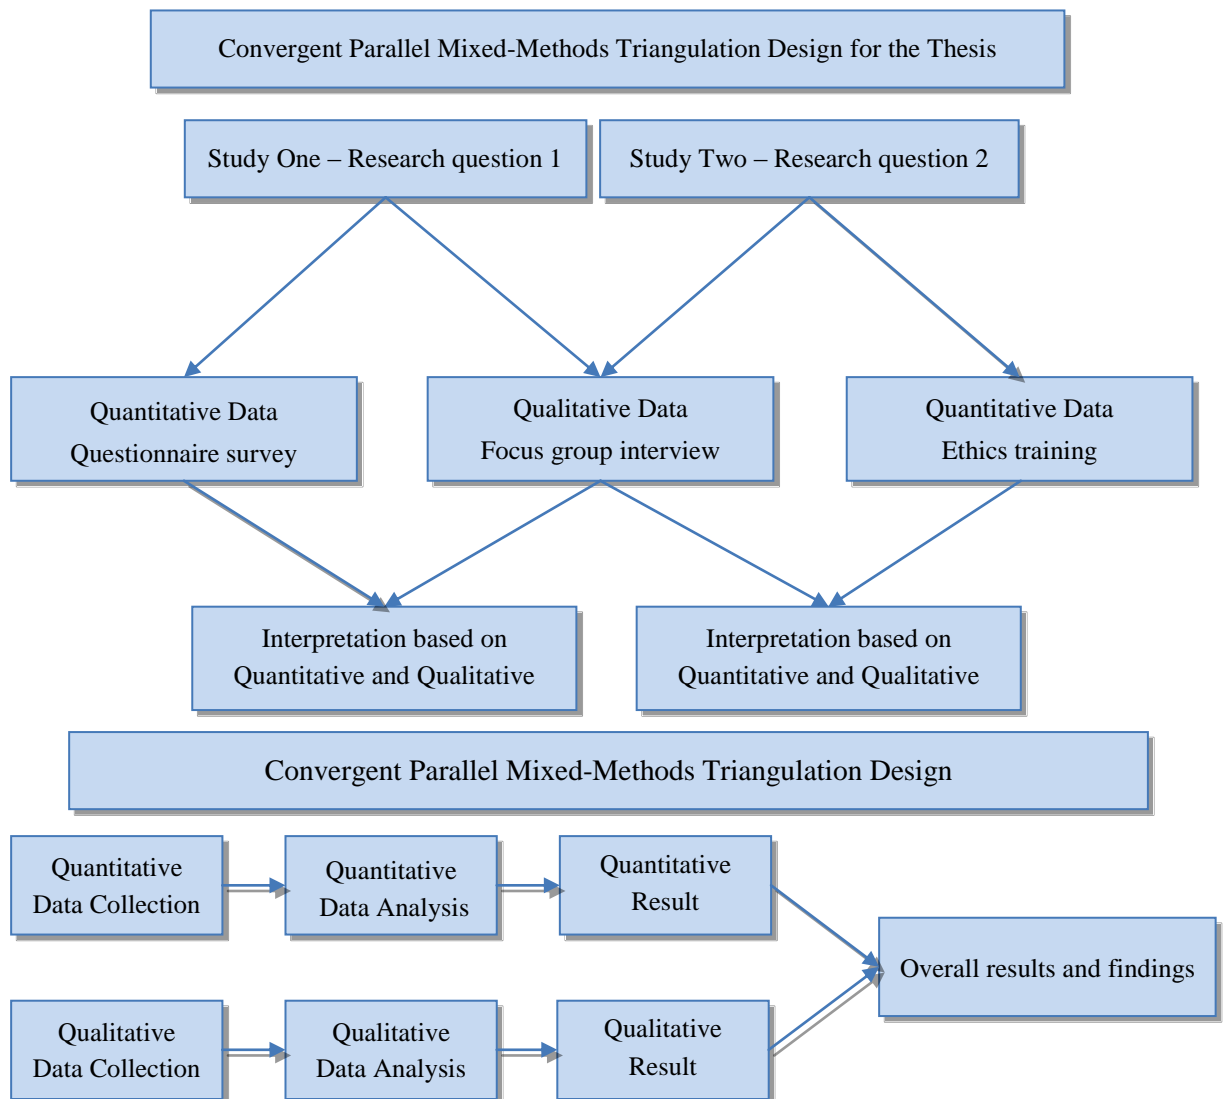 Convergent Parallel Mixed-Methods Triangulation Design for the Thesis
Study One – Research question 1
Study Two – Research question 2
Quantitative Data
Questionnaire survey
Qualitative Data
Focus group interview
Quantitative Data
Ethics training
Interpretation based on
Quantitative and Qualitative
Interpretation based on
Quantitative and Qualitative
Convergent Parallel Mixed-Methods Triangulation Design
Quantitative
Data Collection
Quantitative
Data Analysis
Quantitative
Result
Overall results and findings
Qualitative
Data Collection
Qualitative
Data Analysis
Qualitative
Result